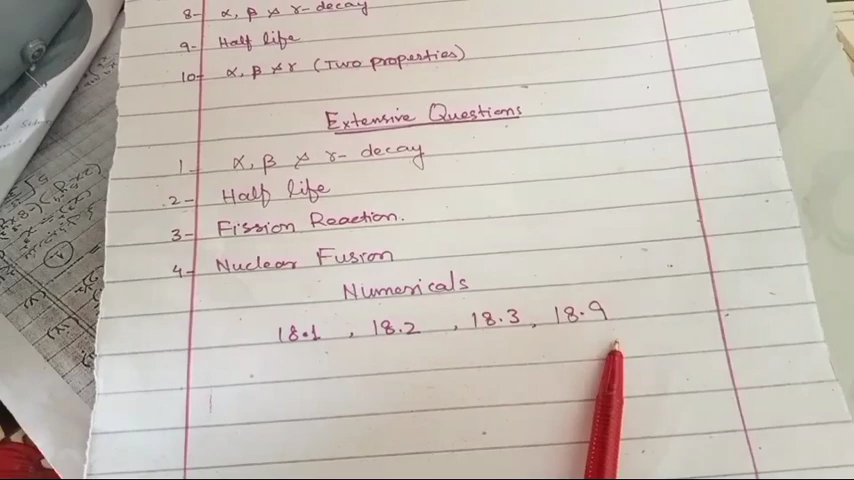 8- α, β & γ-decay
9- Half life
10- α, β & γ (Two properties)
Extensive Questions
1- α, β & γ- decay
2- Half life
3- Fission Reaction.
4- Nuclear Fusion
Numericals
18.1 , 18.2 , 18.3, 18.9